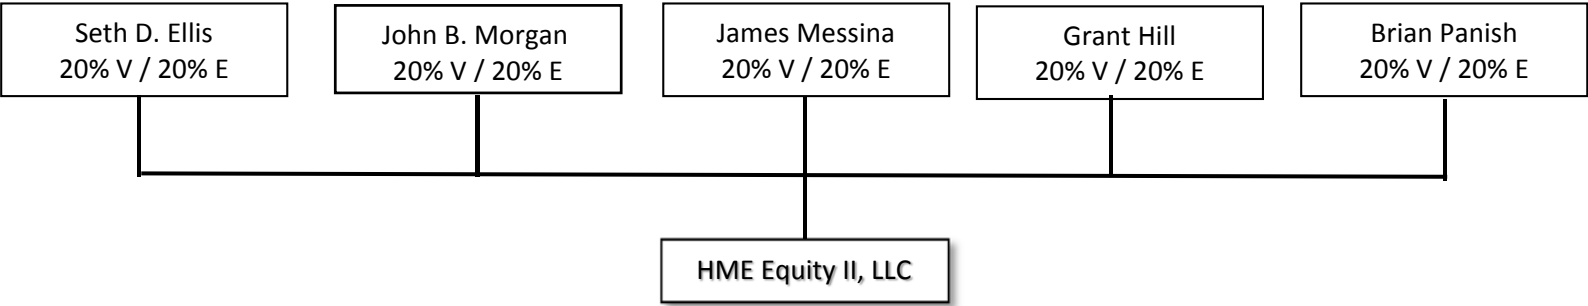 Seth D. Ellis
20% V / 20% E
John B. Morgan
20% V / 20% E
James Messina
20% V / 20% E
Grant Hill
20% V / 20% E
Brian Panish
20% V / 20% E
HME Equity II, LLC